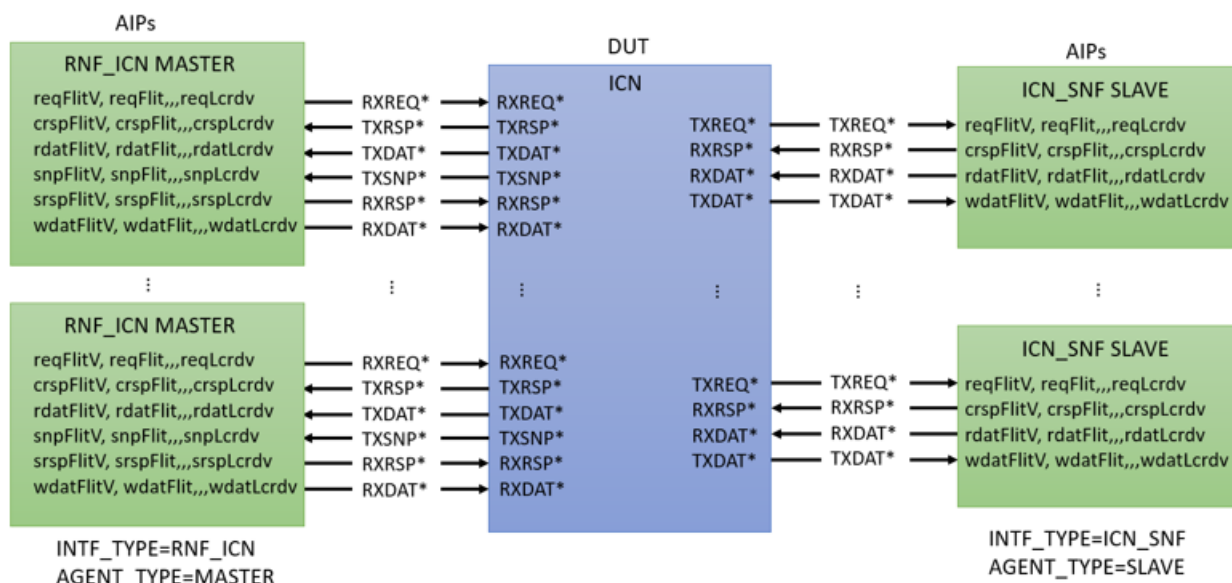 AIPs
RNF_ICN MASTER
reqFlitV, reqFlit,,,reqLcrdv
crspFlitV, crspFlit,,,crspLcrdv
rdatFlitV, rdatFlit,,,rdatLcrdv
snpFlitV, snpFlit,,,snpLcrdv
srspFlitV, srspFlit,,,srspLcrdv
wdatFlitV, wdatFlit,,,wdatLcrdv
RXREQ*
TXRSP*
TXDAT*
TXSNP*
RXRSP*
RXDAT*
DUT
ICN
RXREQ*
TXRSP*
TXDAT*
TXSNP*
RXRSP*
RXDAT*
TXREQ*
RXRSP*
RXDAT*
TXDAT*
TXREQ*
RXRSP*
RXDAT*
TXDAT*
AIPs
ICN_SNF SLAVE
reqFlitV, reqFlit,,,reqLcrdv
crspFlitV, crspFlit,,,crspLcrdv
rdatFlitV, rdatFlit,,,rdatLcrdv
wdatFlitV, wdatFlit,,,wdatLcrdv
RNF_ICN MASTER
reqFlitV, reqFlit,,,reqLcrdv
crspFlitV, crspFlit,,,crspLcrdv
rdatFlitV, rdatFlit,,,rdatLcrdv
snpFlitV, snpFlit,,,snpLcrdv
srspFlitV, srspFlit,,,srspLcrdv
wdatFlitV, wdatFlit,,,wdatLcrdv
RXREQ*
TXRSP*
TXDAT*
TXSNP*
RXRSP*
RXDAT*
RXREQ*
TXRSP*
TXDAT*
TXSNP*
RXRSP*
RXDAT*
TXREQ*
RXRSP*
RXDAT*
TXDAT*
TXREQ*
RXRSP*
RXDAT*
TXDAT*
ICN_SNF SLAVE
reqFlitV, reqFlit,,,reqLcrdv
crspFlitV, crspFlit,,,crspLcrdv
rdatFlitV, rdatFlit,,,rdatLcrdv
wdatFlitV, wdatFlit,,,wdatLcrdv
INTF_TYPE=RNF_ICN
AGENT_TYPE=MASTER
INTF_TYPE=ICN_SNF
AGENT_TYPE=SLAVE